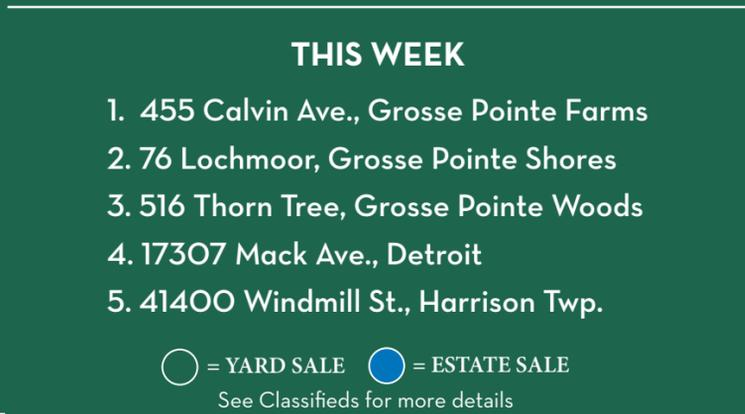 THIS WEEK
1. 455 Calvin Ave., Grosse Pointe Farms
2. 76 Lochmoor, Grosse Pointe Shores
3. 516 Thorn Tree, Grosse Pointe Woods
4. 17307 Mack Ave., Detroit
5. 41400 Windmill St., Harrison Twp.
= YARD SALE = ESTATE SALE
See Classifieds for more details